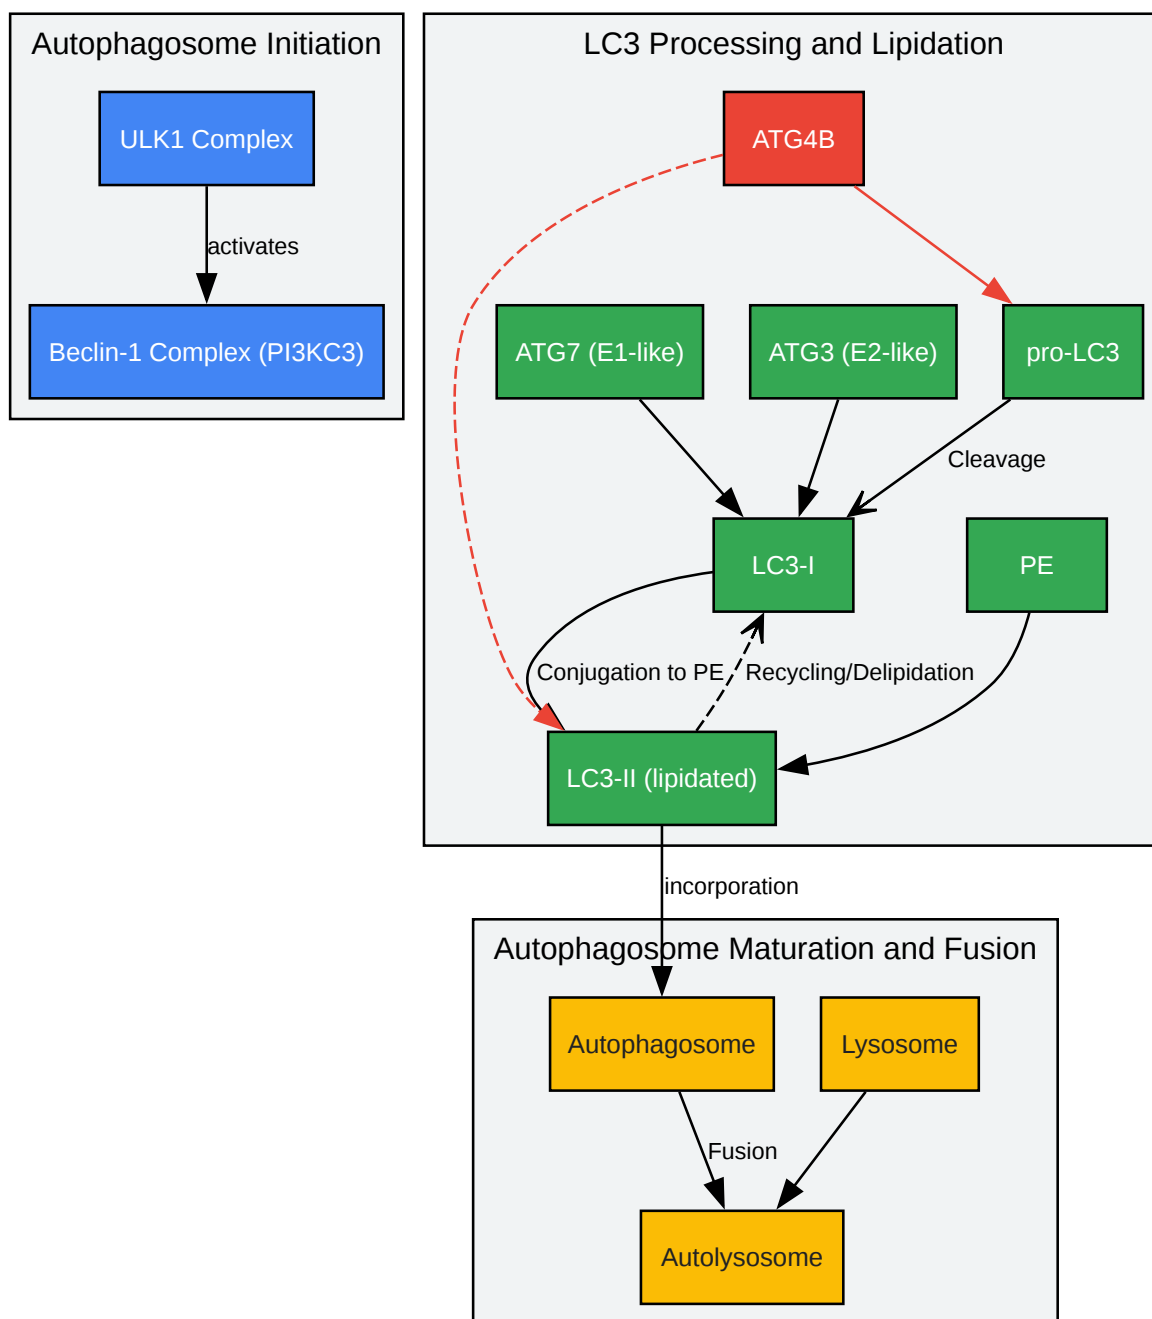 Autophagosome Initiation
ULK1 Complex
activates
Beclin-1 Complex (PI3KC3)
LC3 Processing and Lipidation
ATG4B
ATG7 (E1-like)
ATG3 (E2-like)
pro-LC3
Cleavage
LC3-I
PE
Conjugation to PE
Recycling/Delipidation
LC3-II (lipidated)
incorporation
Autophagosome Maturation and Fusion
Autophagosome
Lysosome
Fusion
Autolysosome